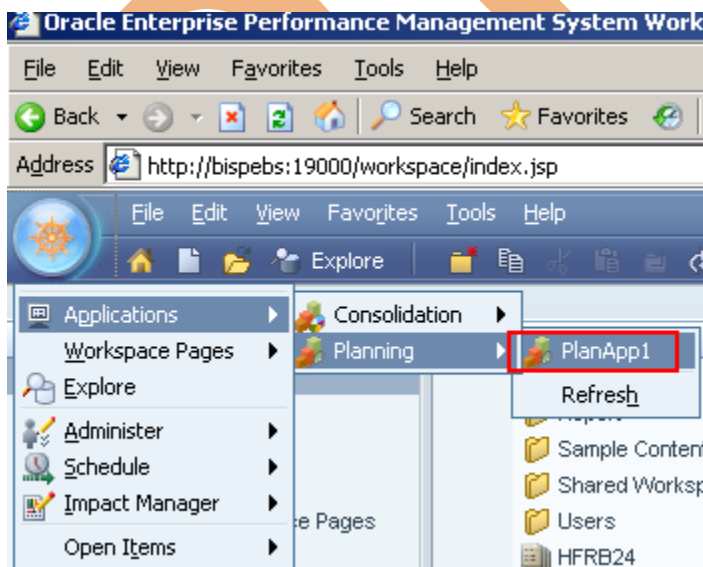 Oracle Enterprise Performance Management System Work
File Edit View Favorites Tools Help
Back Search Favorites
Address http://bispebs:19000/workspace/index.jsp
File Edit View Favorites Tools Help
Explore
Applications Consolidation
Workspace Pages Planning PlanApp1
Explore Refresh
Administer Sample Content
Schedule Shared Worksp
Impact Manager e Pages Users
Open Items HFRB24